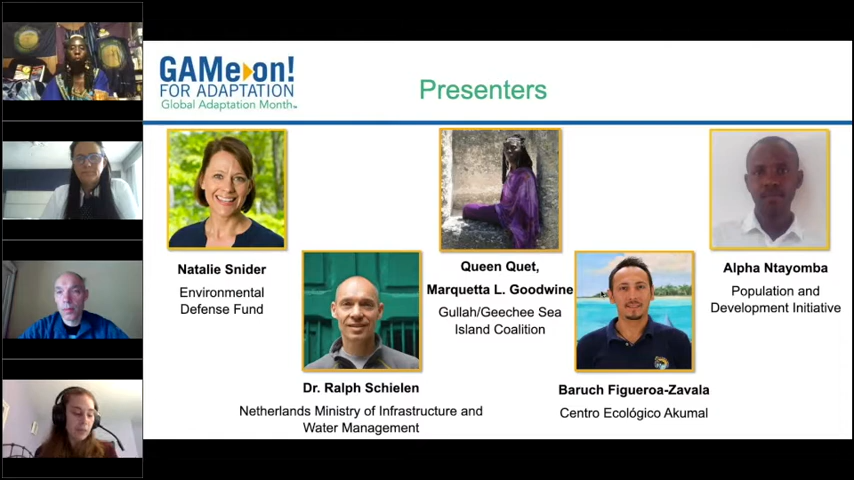 GAMe on!
FOR ADAPTATION
Global Adaptation Month
Presenters
Natalie Snider
Environmental
Defense Fund
Dr. Ralph Schielen
Netherlands Ministry of Infrastructure and
Water Management
Queen Quet,
Marquetta L. Goodwine
Gullah/Geechee Sea
Island Coalition
Baruch Figueroa-Zavala
Centro Ecológico Akumal
Alpha Ntayomba
Population and
Development Initiative